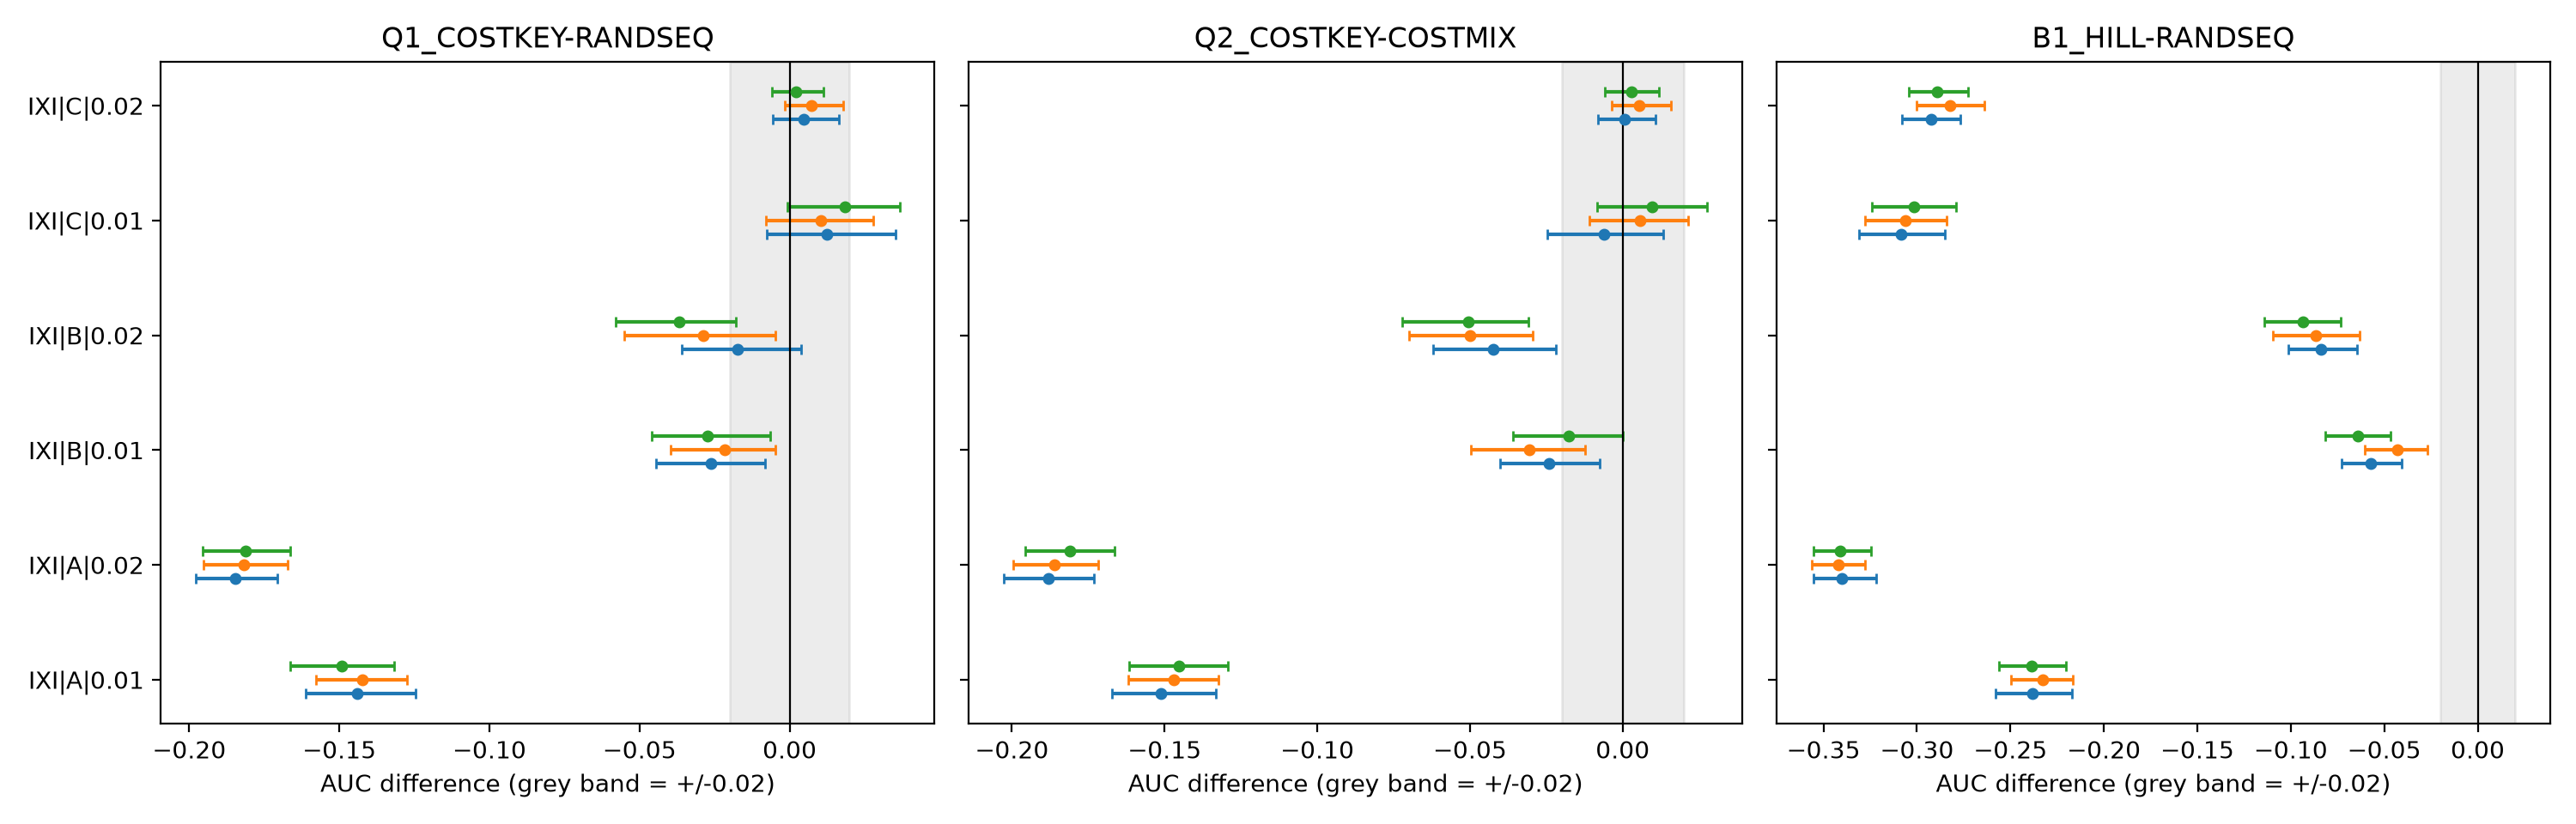 Q1_COSTKEY-RANDSEQ
Q2_COSTKEY-COSTMIX
B1_HILL-RANDSEQ
IXI|C|0.02
IXI|C|0.01
IXI|B|0.02
IXI|B|0.01
IXI|A|0.02
IXI|A|0.01
−0.20 −0.15 −0.10 −0.05 0.00
−0.20 −0.15 −0.10 −0.05 0.00
−0.35 −0.30 −0.25 −0.20 −0.15 −0.10 −0.05 0.00
AUC difference (grey band = +/-0.02)
AUC difference (grey band = +/-0.02)
AUC difference (grey band = +/-0.02)